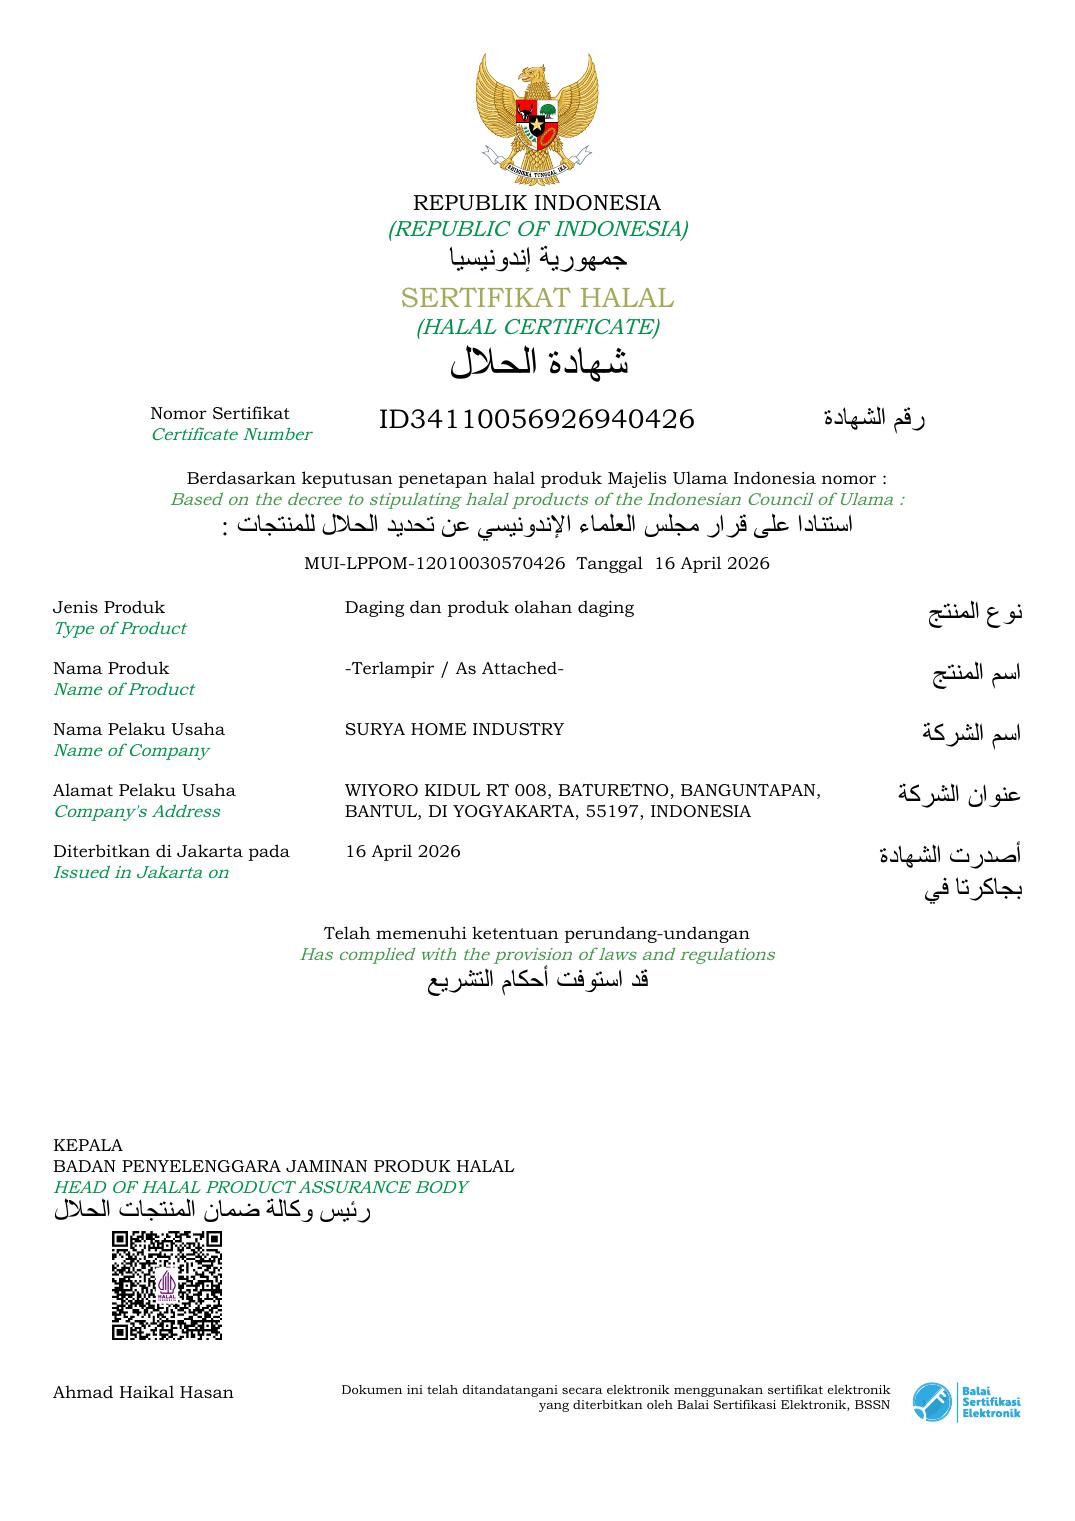 BHINNEKA TUNGGAL IKA
REPUBLIK INDONESIA
(REPUBLIC OF INDONESIA)
جمهورية إندونيسيا
SERTIFIKAT HALAL
(HALAL CERTIFICATE)
شهادة الحلال
Nomor Sertifikat ID34110056926940426 رقم الشهادة
Certificate Number
Berdasarkan keputusan penetapan halal produk Majelis Ulama Indonesia nomor :
Based on the decree to stipulating halal products of the Indonesian Council of Ulama :
استنادا على قرار مجلس العلماء الإندونيسي عن تحديد الحلال للمنتجات :
MUI-LPPOM-12010030570426 Tanggal 16 April 2026
Jenis Produk Daging dan produk olahan daging نوع المنتج
Type of Product
Nama Produk -Terlampir / As Attached- اسم المنتج
Name of Product
Nama Pelaku Usaha SURYA HOME INDUSTRY اسم الشركة
Name of Company
Alamat Pelaku Usaha WIYORO KIDUL RT 008, BATURETNO, BANGUNTAPAN, عنوان الشركة
Company's Address BANTUL, DI YOGYAKARTA, 55197, INDONESIA
Diterbitkan di Jakarta pada 16 April 2026 أصدرت الشهادة
Issued in Jakarta on بجاكرتا في
Telah memenuhi ketentuan perundang-undangan
Has complied with the provision of laws and regulations
قد استوفت أحكام التشريع
KEPALA
BADAN PENYELENGGARA JAMINAN PRODUK HALAL
HEAD OF HALAL PRODUCT ASSURANCE BODY
رئيس وكالة ضمان المنتجات الحلال
HALAL
Ahmad Haikal Hasan
Dokumen ini telah ditandatangani secara elektronik menggunakan sertifikat elektronik
yang diterbitkan oleh Balai Sertifikasi Elektronik, BSSN
Balai
Sertifikasi
Elektronik